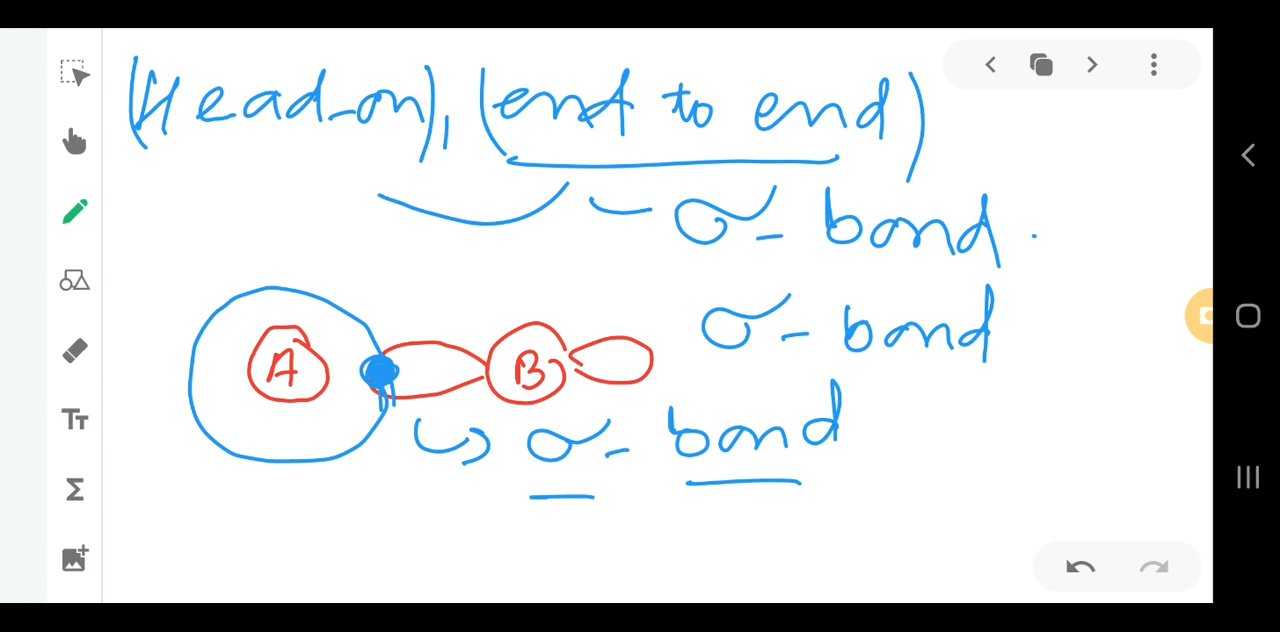 (Head-on), (end to end)
σ - bond.
σ - bond
A B
σ - bond